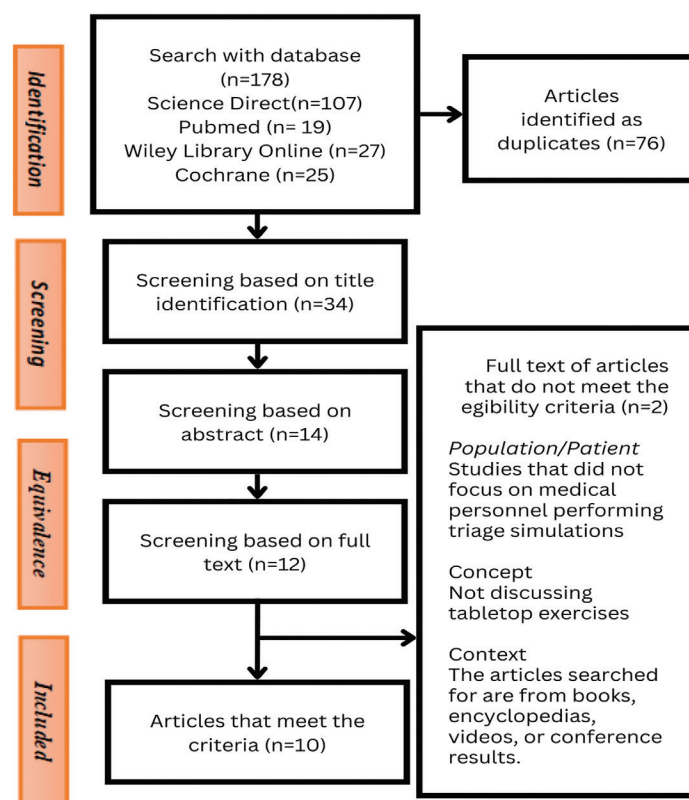 Identification
Search with database
(n=178)
Science Direct(n=107)
Pubmed (n= 19)
Wiley Library Online (n=27)
Cochrane (n=25)
Articles
identified as
duplicates (n=76)
Screening
Screening based on title
identification (n=34)
Screening based on
abstract (n=14)
Equivalence
Screening based on full
text (n=12)
Full text of articles
that do not meet the
egibility criteria (n=2)
Population/Patient
Studies that did not
focus on medical
personnel performing
triage simulations
Concept
Not discussing
tabletop exercises
Context
The articles searched
for are from books,
encyclopedias,
videos, or conference
results.
Included
Articles that meet the
criteria (n=10)